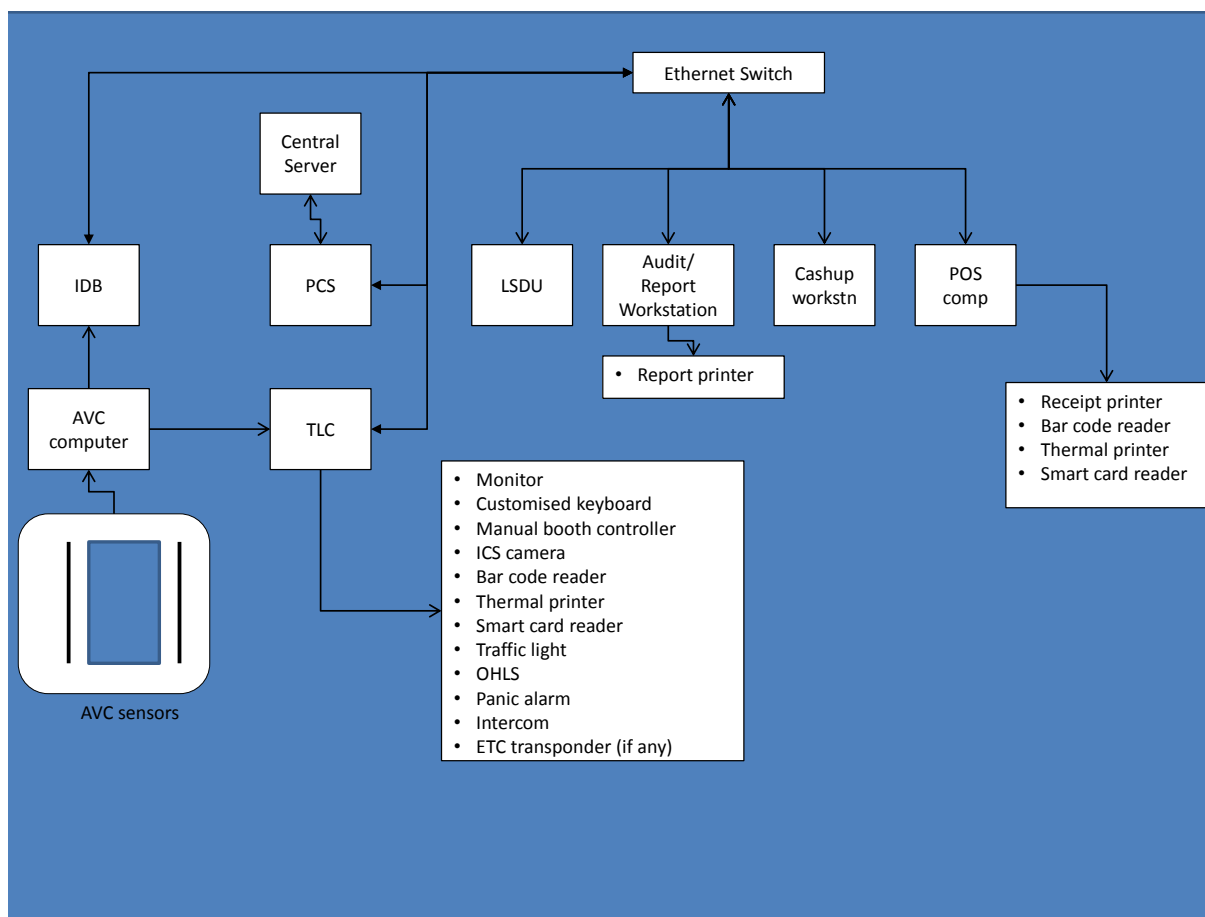 Ethernet Switch
Central
Server
IDB
PCS
LSDU
Audit/
Report
Workstation
Cashup
workstn
POS
comp
• Report printer
AVC
computer
TLC
• Receipt printer
• Bar code reader
• Thermal printer
• Smart card reader
• Monitor
• Customised keyboard
• Manual booth controller
• ICS camera
• Bar code reader
• Thermal printer
• Smart card reader
• Traffic light
• OHLS
• Panic alarm
• Intercom
• ETC transponder (if any)
AVC sensors